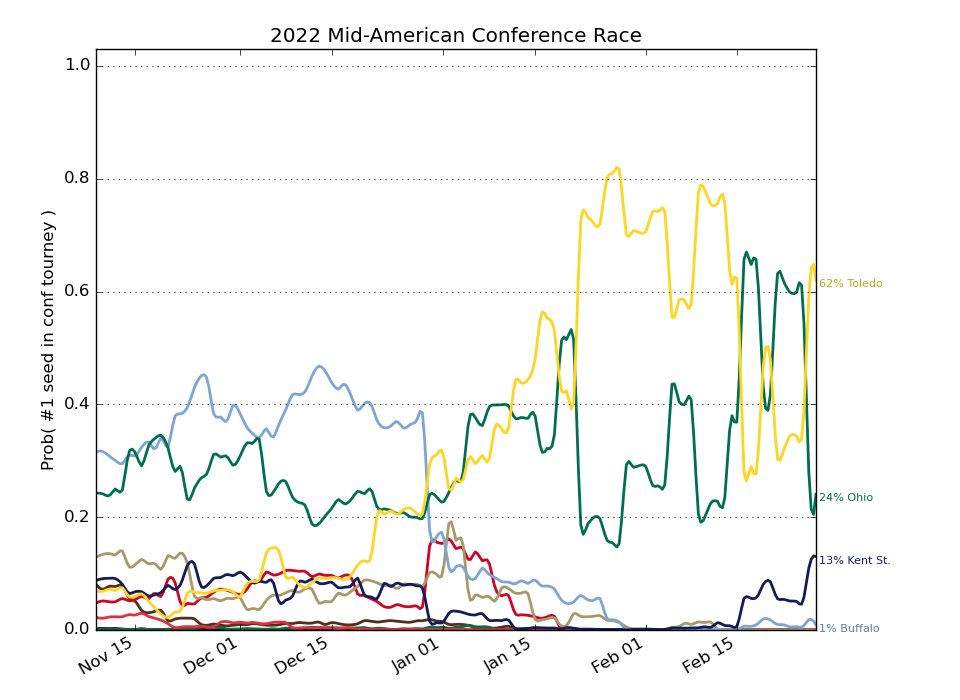 2022 Mid-American Conference Race
Prob( #1 seed in conf tourney )
1.0
0.8
0.6
0.4
0.2
0.0
62% Toledo
24% Ohio
13% Kent St.
1% Buffalo
Nov 15
Dec 01
Dec 15
Jan 01
Jan 15
Feb 01
Feb 15